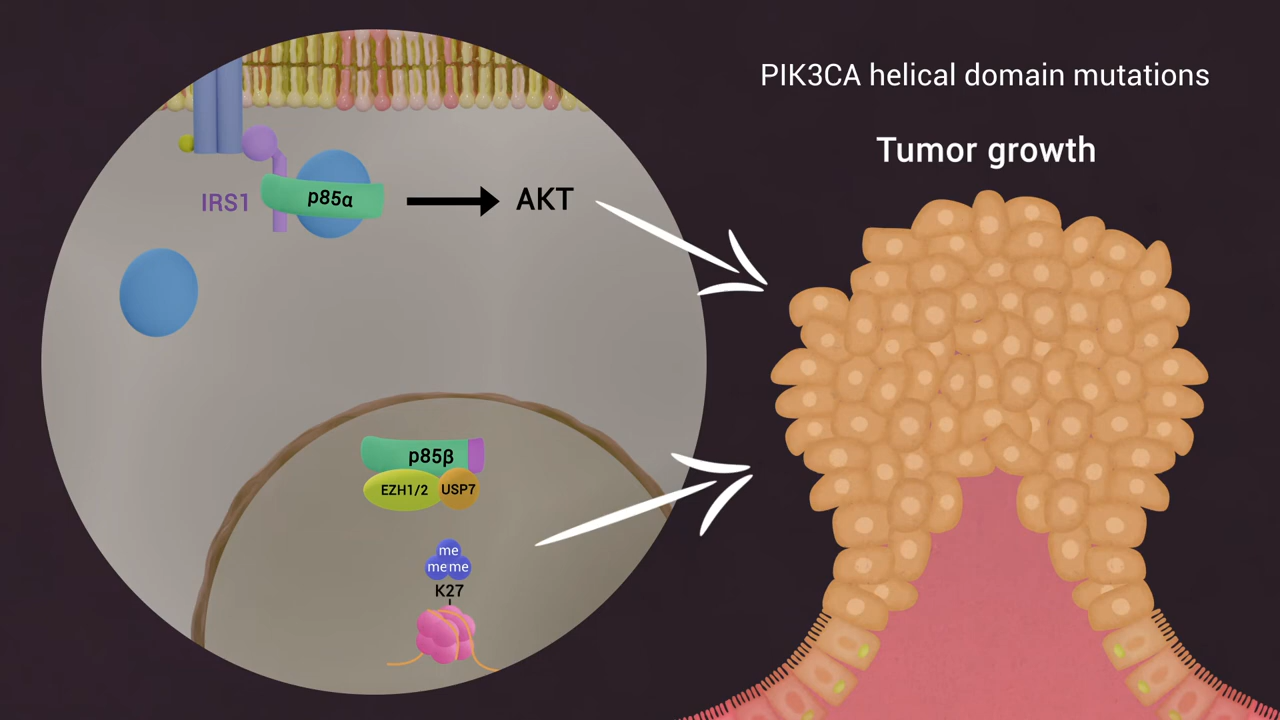 PIK3CA helical domain mutations
Tumor growth
IRS1
p85α
AKT
p85β
EZH1/2
USP7
me
me me
K27